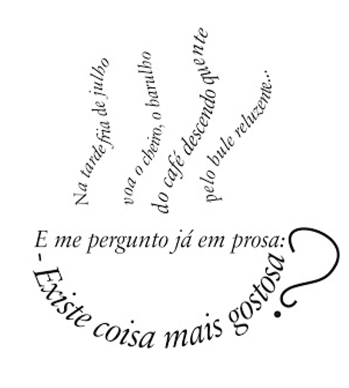 Na tarde fria de julho
voa o cheiro, o barulho
do café descendo quente
pelo bule reluzente...
E me pergunto já em prosa:
- Existe coisa mais gostosa?